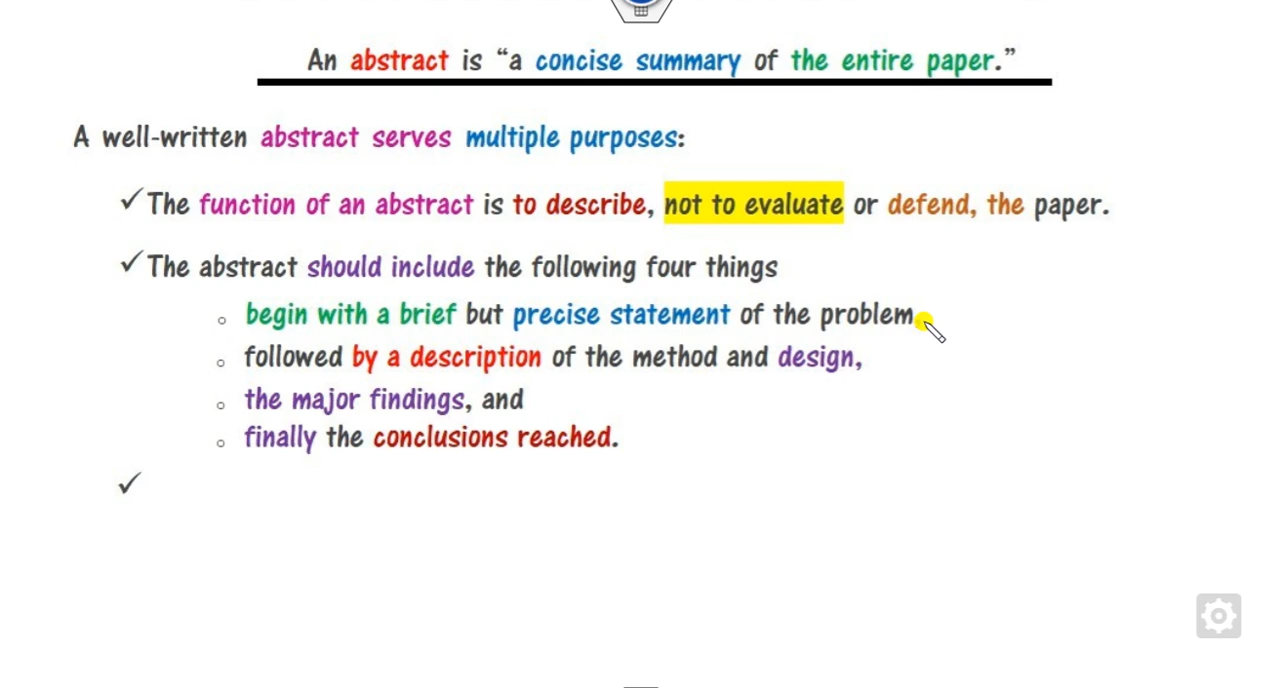 An abstract is “a concise summary of the entire paper.”
A well-written abstract serves multiple purposes:
✓ The function of an abstract is to describe, not to evaluate or defend, the paper.
✓ The abstract should include the following four things
○ begin with a brief but precise statement of the problem
○ followed by a description of the method and design,
○ the major findings, and
○ finally the conclusions reached.
✓